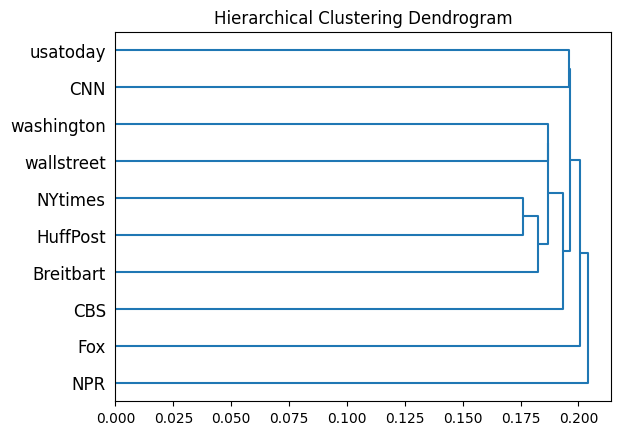 Hierarchical Clustering Dendrogram
usatoday
CNN
washington
wallstreet
NYtimes
HuffPost
Breitbart
CBS
Fox
NPR
0.000 0.025 0.050 0.075 0.100 0.125 0.150 0.175 0.200